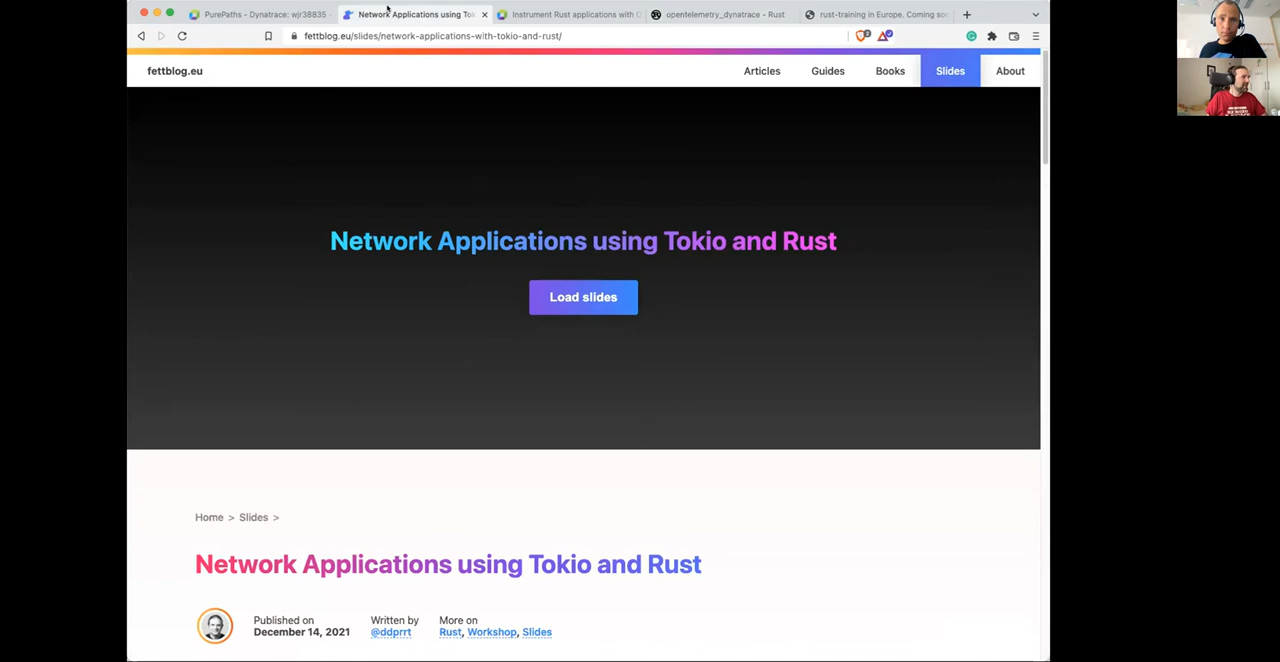 PurePaths - Dynatrace: wjr38835
Network Applications using To
Instrument Rust applications with O
opentelemetry_dynatrace - Rust
rust-training in Europe. Coming soo
fettblog.eu/slides/network-applications-with-tokio-and-rust/
fettblog.eu
Articles
Guides
Books
Slides
About
Network Applications using Tokio and Rust
Load slides
Home > Slides >
Network Applications using Tokio and Rust
Published on
December 14, 2021
Written by
@ddprrt
More on
Rust, Workshop, Slides